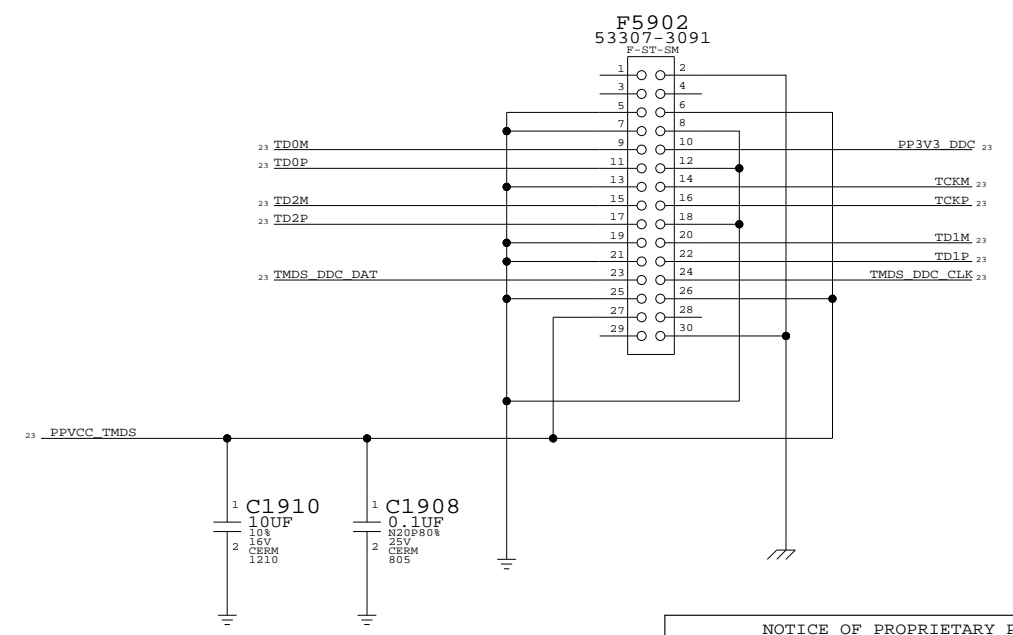 F5902
53307-3091
F-ST-SM
1 2
3 4
5 6
7 8
23 TD0M 9 10 PP3V3_DDC 23
23 TD0P 11 12
13 14 TCKM 23
23 TD2M 15 16 TCKP 23
23 TD2P 17 18
19 20 TD1M 23
21 22 TD1P 23
23 TMDS_DDC_DAT 23 24 TMDS_DDC_CLK 23
25 26
27 28
29 30
23 PPVCC_TMDS
1 C1910
10UF
10%
16V
2 CERM
1210
1 C1908
0.1UF
N20P80%
25V
2 CERM
805
NOTICE OF PROPRIETARY P